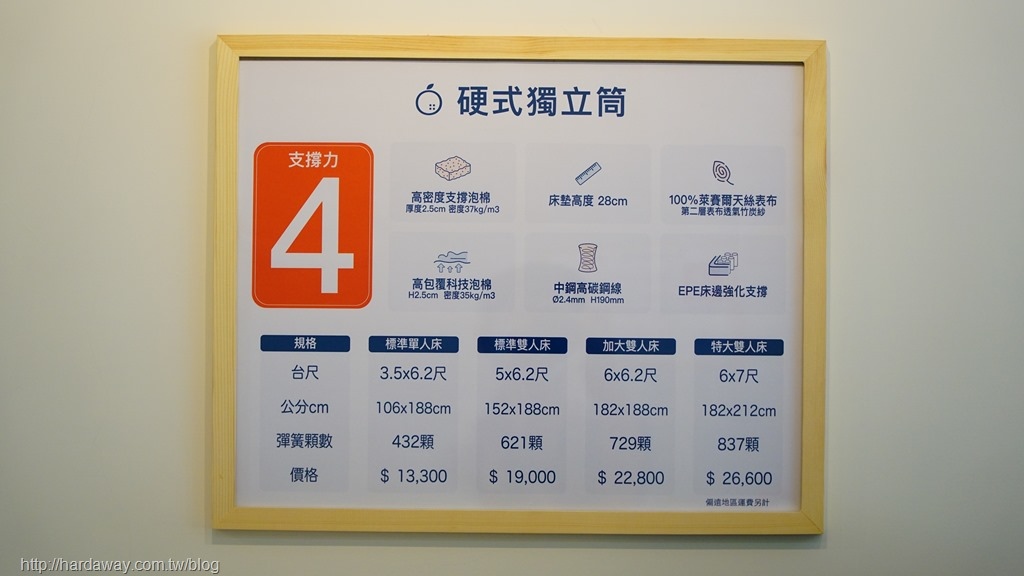 硬式獨立筒
支撐力
4
高密度支撐泡棉
厚度2.5cm 密度37kg/m3
床墊高度 28cm
100%萊賽爾天絲表布
第二層表布透氣竹炭紗
高包覆科技泡棉
H2.5cm 密度35kg/m3
中鋼高碳鋼線
Ø2.4mm H190mm
EPE床邊強化支撐
規格 標準單人床 標準雙人床 加大雙人床 特大雙人床
台尺 3.5x6.2尺 5x6.2尺 6x6.2尺 6x7尺
公分cm 106x188cm 152x188cm 182x188cm 182x212cm
彈簧顆數 432顆 621顆 729顆 837顆
價格 $ 13,300 $ 19,000 $ 22,800 $ 26,600
偏遠地區運費另計
http://hardaway.com.tw/blog